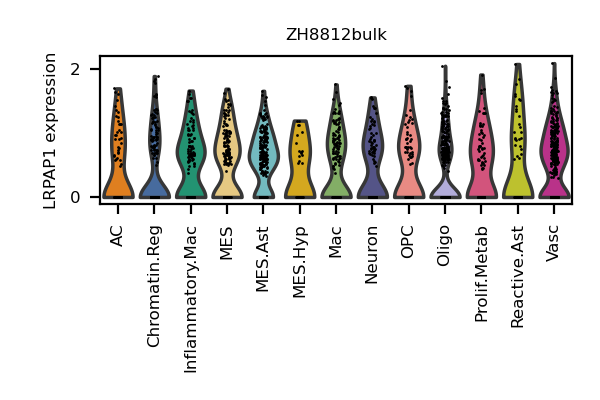 ZH8812bulk
LRPAP1 expression
2
0
AC
Chromatin.Reg
Inflammatory.Mac
MES
MES.Ast
MES.Hyp
Mac
Neuron
OPC
Oligo
Prolif.Metab
Reactive.Ast
Vasc